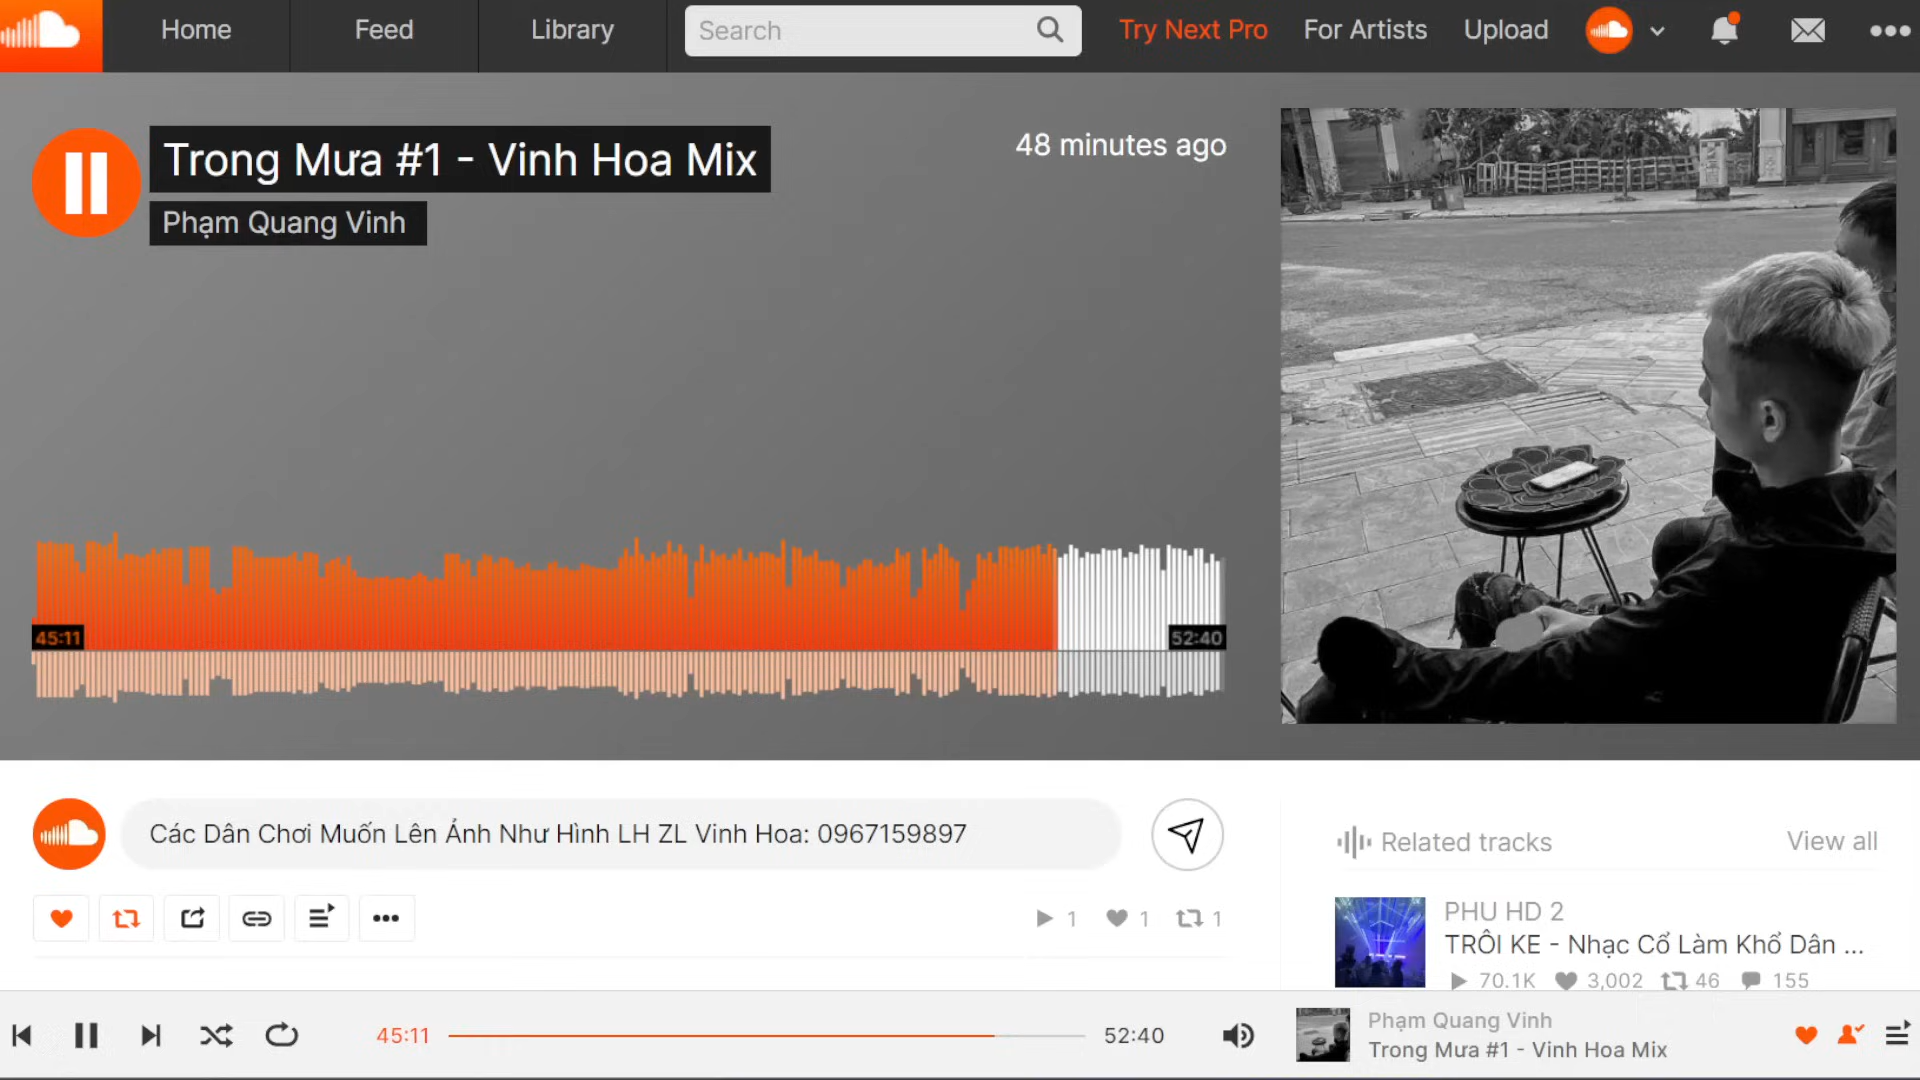 Home
Feed
Library
Search
Try Next Pro
For Artists
Upload
Trong Mưa #1 - Vinh Hoa Mix
Phạm Quang Vinh
48 minutes ago
45:11
52:40
Các Dân Chơi Muốn Lên Ảnh Như Hình LH ZL Vinh Hoa: 0967159897
1
1
1
Related tracks
View all
PHU HD 2
TRÔI KE - Nhạc Cổ Làm Khổ Dân ...
70.1K 3,002 46 155
45:11
52:40
Phạm Quang Vinh
Trong Mưa #1 - Vinh Hoa Mix